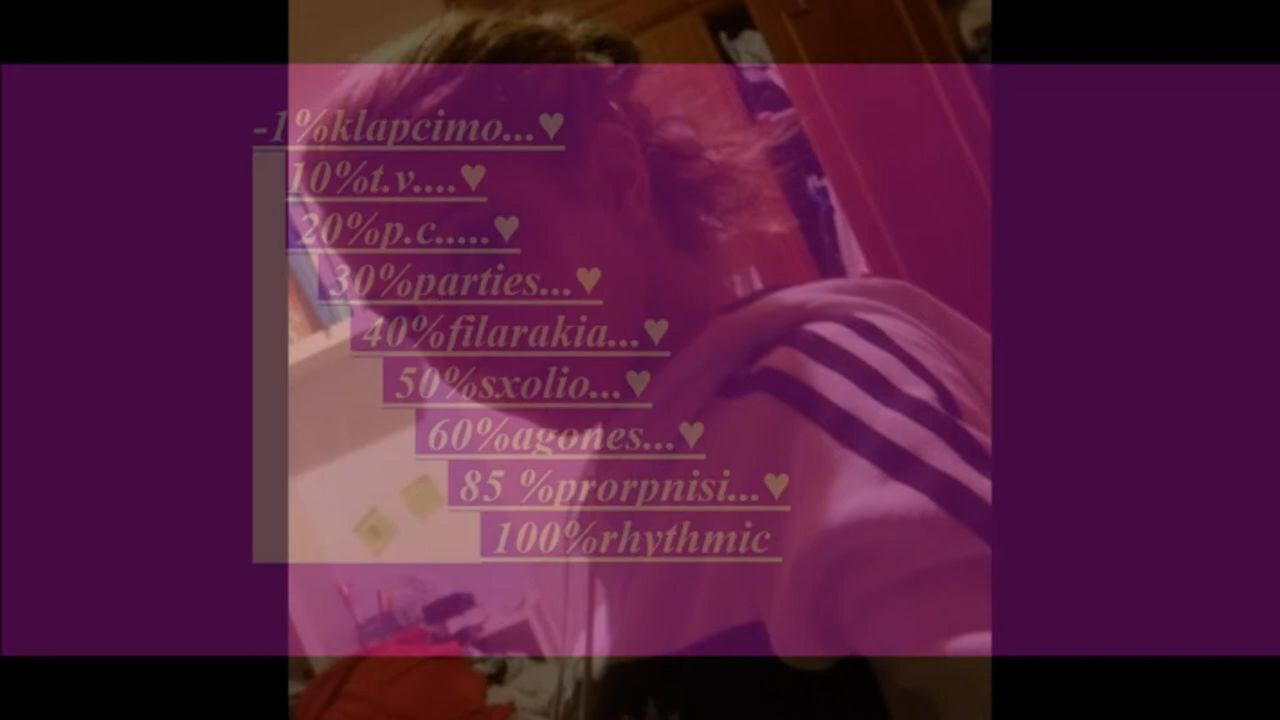 -1%klapcimo...♥
10%t.v....♥
20%p.c.....♥
30%parties...♥
40%filarakia...♥
50%sxolio...♥
60%agones...♥
85 %prorpnisi...♥
100%rhythmic